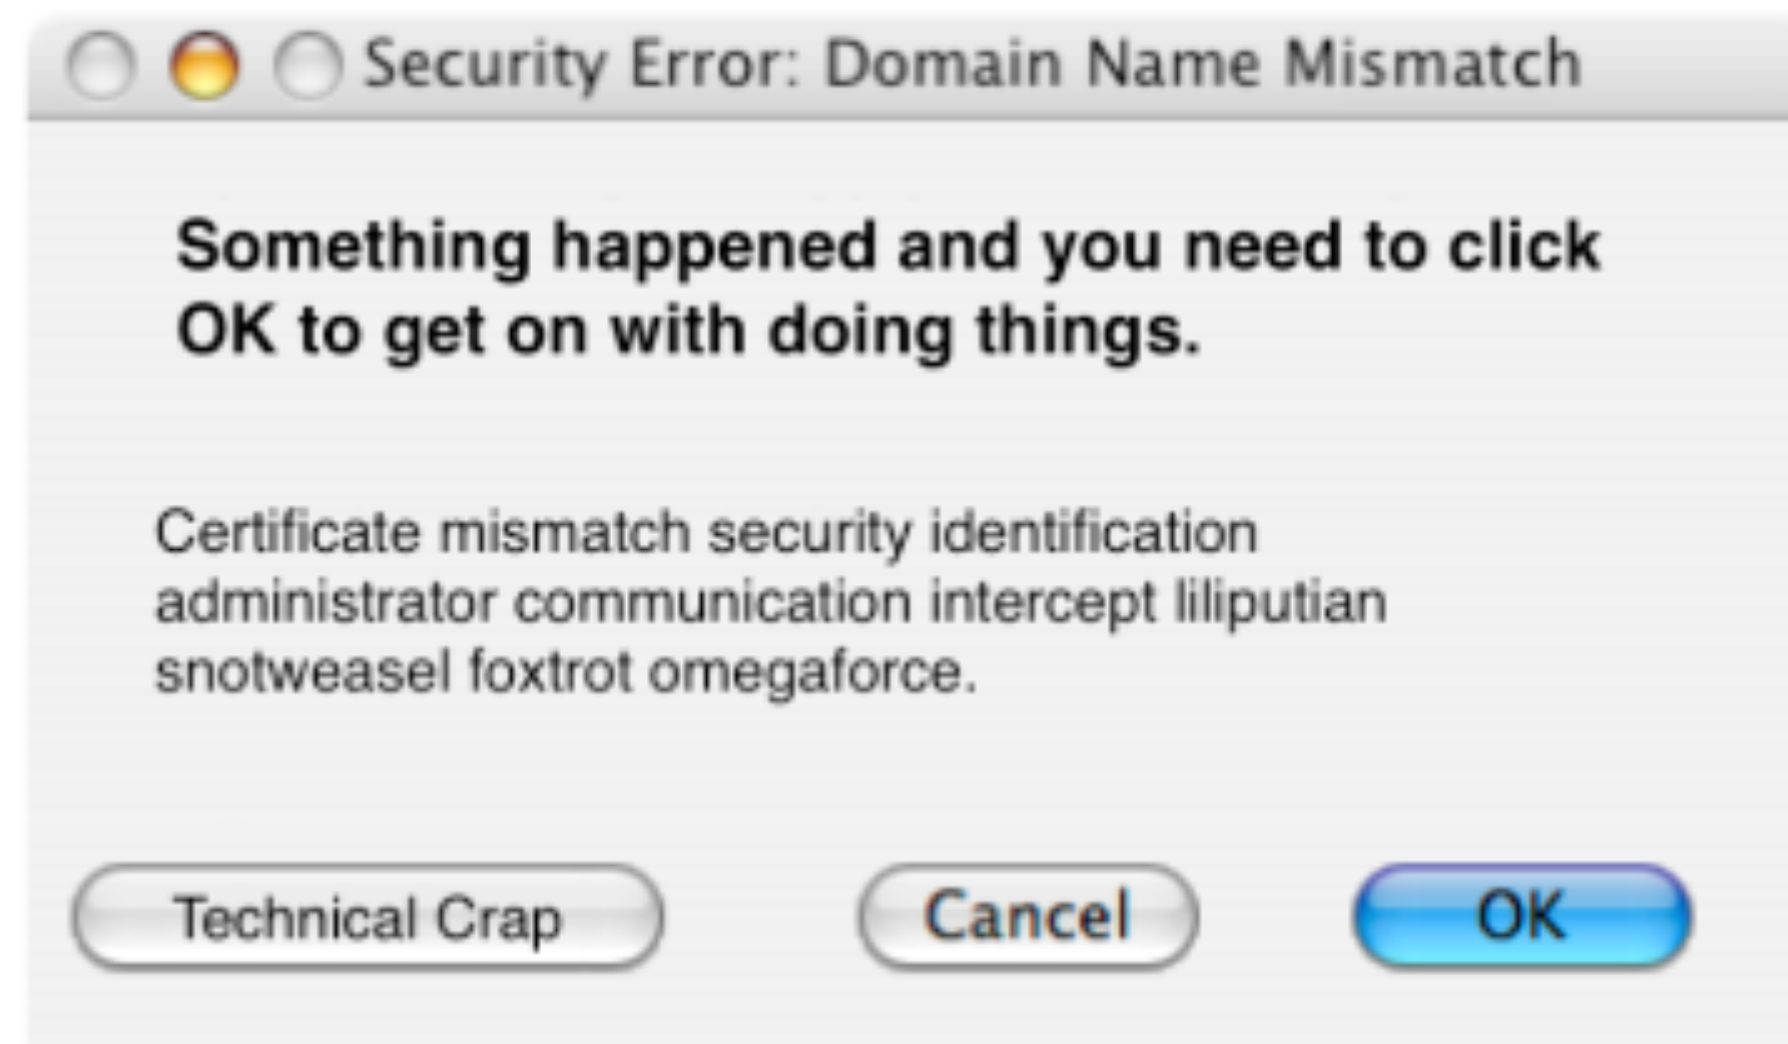 Security Error: Domain Name Mismatch
Something happened and you need to click
OK to get on with doing things.
Certificate mismatch security identification
administrator communication intercept liliputian
snotweasel foxtrot omegaforce.
Technical Crap Cancel OK